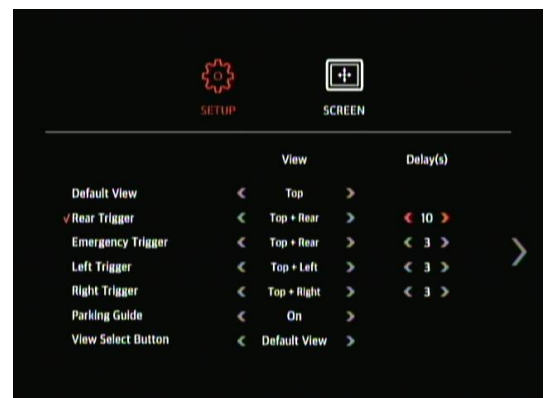 SETUP SCREEN
View Delay(s)
Default View < Top >
√ Rear Trigger < Top + Rear > < 10 >
Emergency Trigger < Top + Rear > < 3 >
Left Trigger < Top + Left > < 3 >
Right Trigger < Top + Right > < 3 >
Parking Guide < On >
View Select Button < Default View >